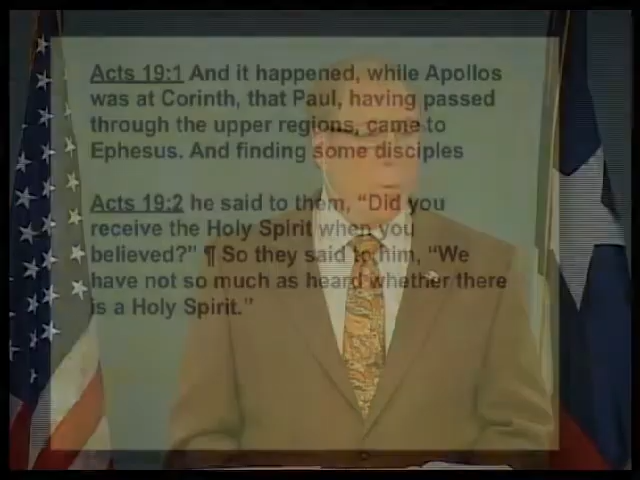 Acts 19:1 And it happened, while Apollos
was at Corinth, that Paul, having passed
through the upper regions, came to
Ephesus. And finding some disciples
Acts 19:2 he said to them, “Did you
receive the Holy Spirit when you
believed?” ¶ So they said to him, “We
have not so much as heard whether there
is a Holy Spirit.”